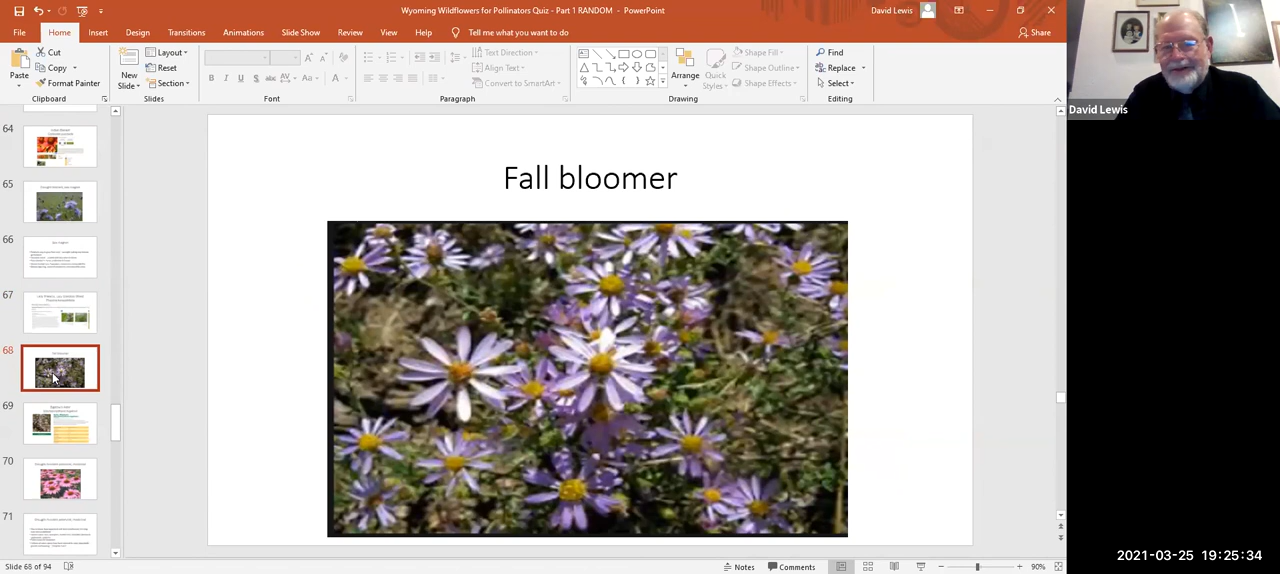 Wyoming Wildflowers for Pollinators Quiz - Part 1 RANDOM - PowerPoint
David Lewis
File
Home
Insert
Design
Transitions
Animations
Slide Show
Review
View
Help
Tell me what you want to do
Share
Paste
Cut
Copy
Format Painter
Clipboard
New
Slide
Layout
Reset
Section
Slides
Font
Text Direction
Align Text
Convert to SmartArt
Paragraph
Arrange
Quick
Styles
Shape Fill
Shape Outline
Shape Effects
Drawing
Find
Replace
Select
Editing
David Lewis
64
65
66
67
68
69
70
71
Fall bloomer
Slide 68 of 94
Notes
Comments
90%
2021-03-25 19:25:34